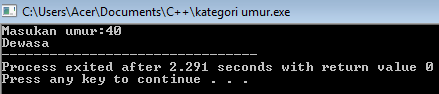 C:\Users\Acer\Documents\C++\kategori umur.exe
Masukan umur:40
Dewasa
--------------------------------
Process exited after 2.291 seconds with return value 0
Press any key to continue . . .